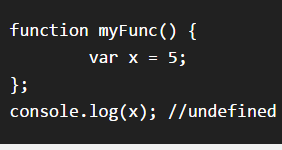 function myFunc() {
        var x = 5;
};
console.log(x); //undefined